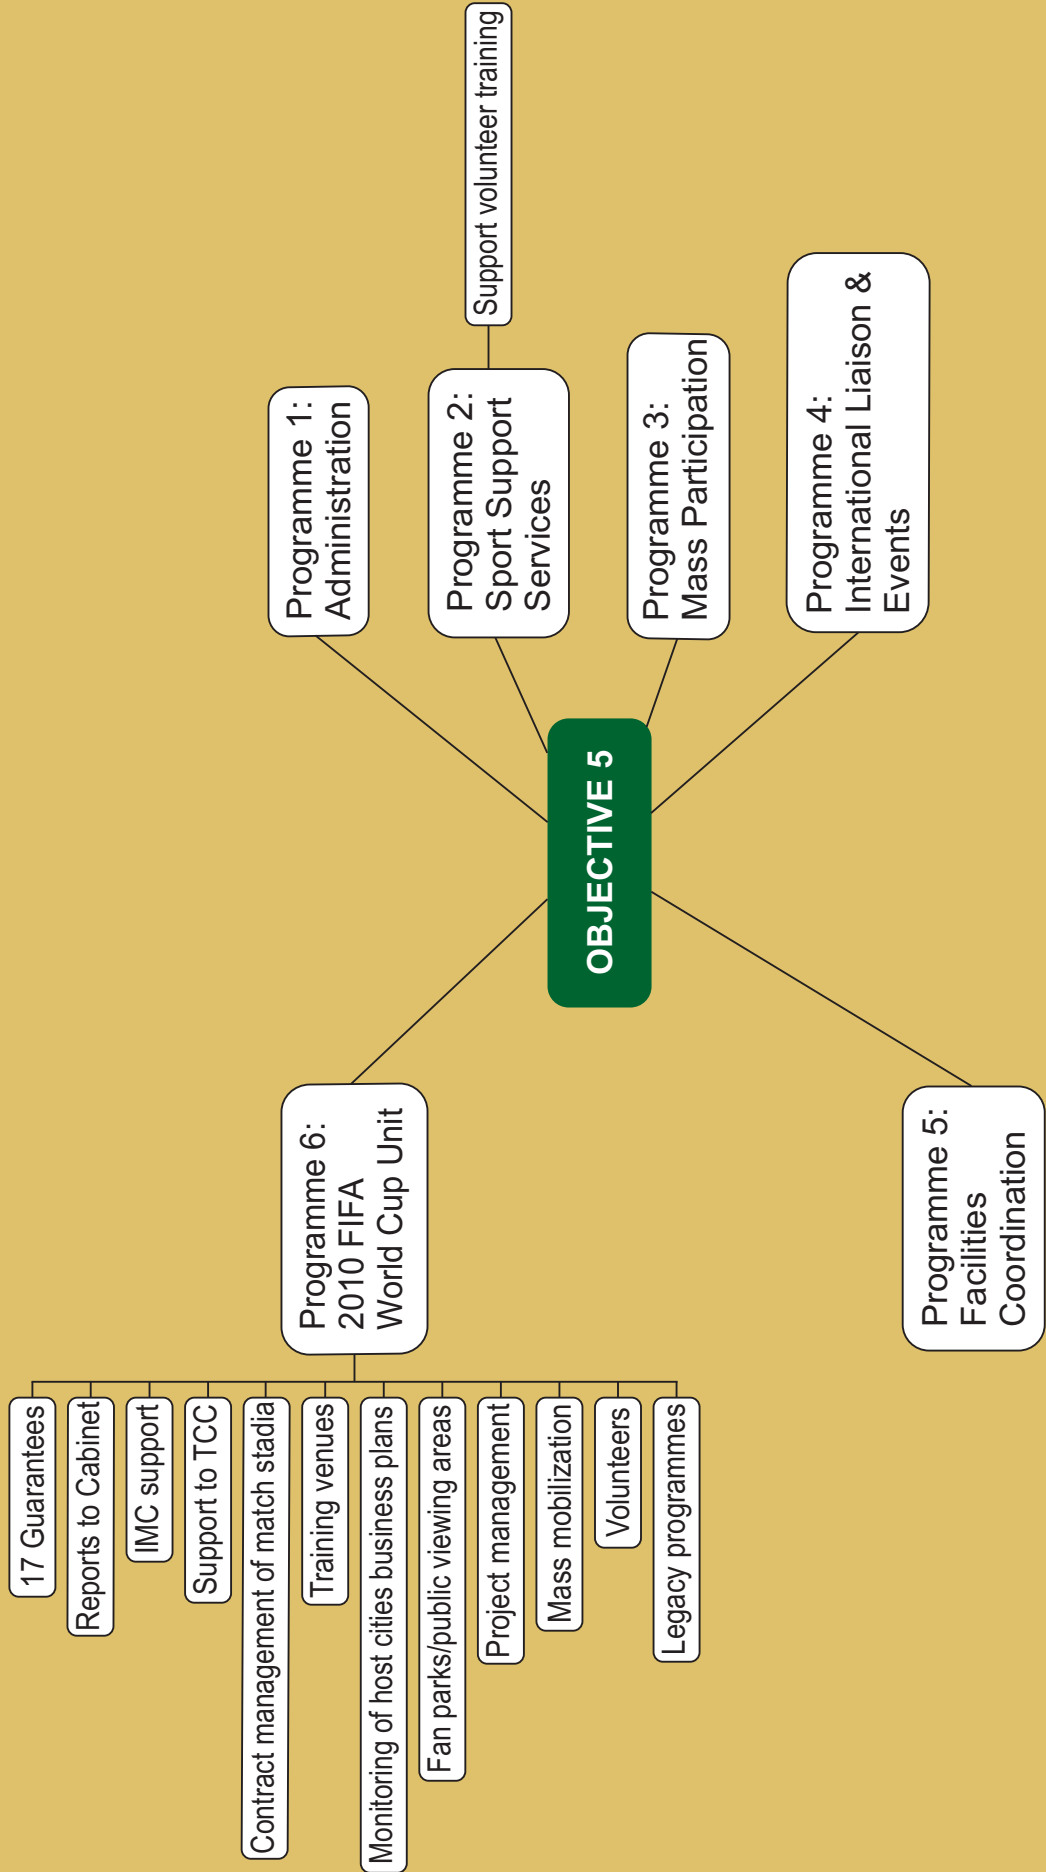 OBJECTIVE 5
Programme 1:
Administration
Programme 2:
Sport Support
Services
Support volunteer training
Programme 3:
Mass Participation
Programme 4:
International Liaison &
Events
Programme 5:
Facilities
Coordination
Programme 6:
2010 FIFA
World Cup Unit
17 Guarantees
Reports to Cabinet
IMC support
Support to TCC
Contract management of match stadia
Training venues
Monitoring of host cities business plans
Fan parks/public viewing areas
Project management
Mass mobilization
Volunteers
Legacy programmes